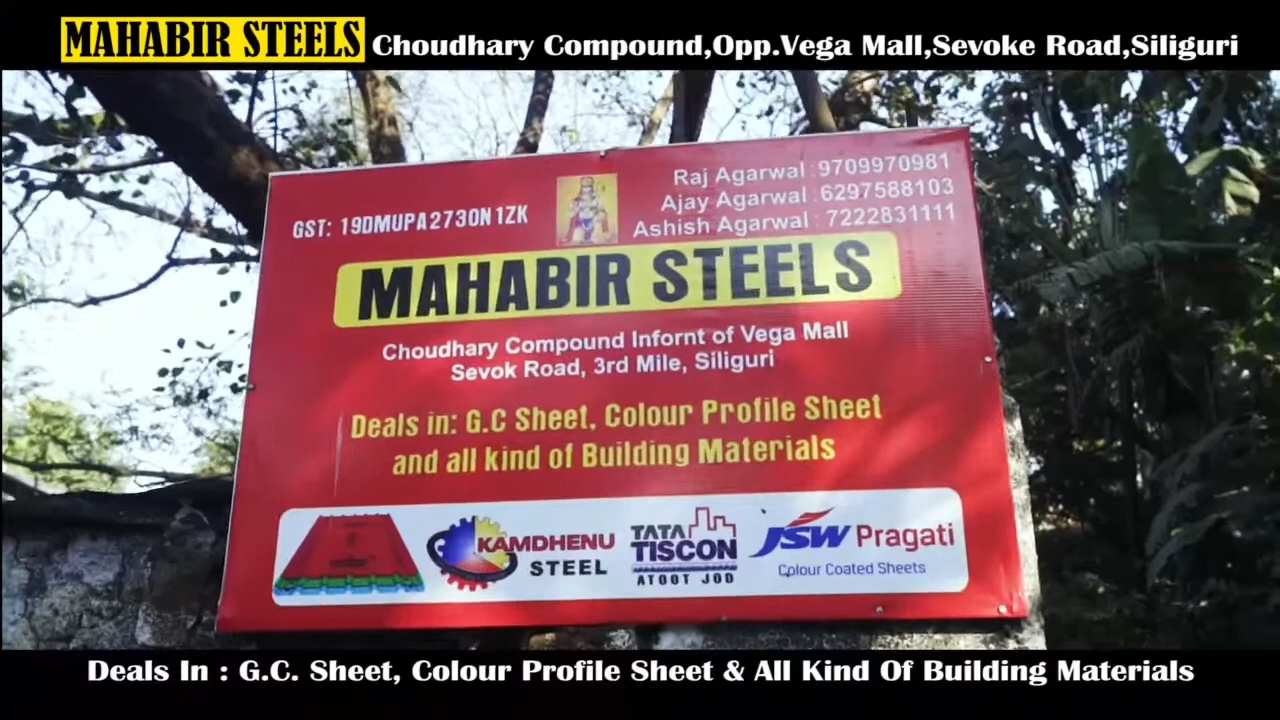 MAHABIR STEELS Choudhary Compound,Opp.Vega Mall,Sevoke Road,Siliguri
Raj Agarwal : 9709970981
Ajay Agarwal : 6297588103
Ashish Agarwal : 7222831111
GST: 19DMUPA2730N1ZK
MAHABIR STEELS
Choudhary Compound Infornt of Vega Mall
Sevok Road, 3rd Mile, Siliguri
Deals in: G.C Sheet, Colour Profile Sheet
and all kind of Building Materials
KAMDHENU
STEEL
TATA
TISCON
ATOOT JOD
JSW Pragati
Colour Coated Sheets
Deals In : G.C. Sheet, Colour Profile Sheet & All Kind Of Building Materials